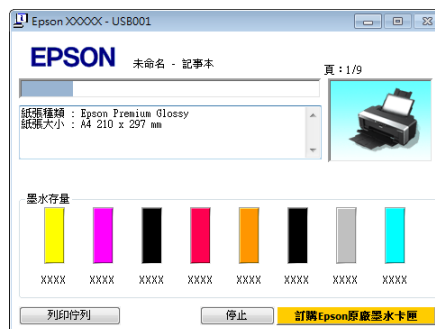 Epson XXXXX - USB001
EPSON
未命名 - 記事本
頁：1/9
紙張種類 : Epson Premium Glossy
紙張大小 : A4 210 x 297 mm
墨水存量
XXXX XXXX XXXX XXXX XXXX XXXX XXXX XXXX
列印佇列 停止 訂購Epson原廠墨水卡匣